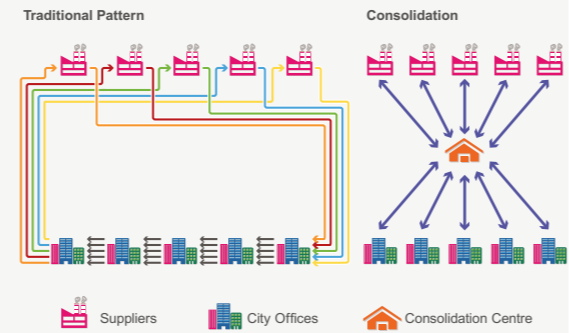 Traditional Pattern
Consolidation
Suppliers
City Offices
Consolidation Centre